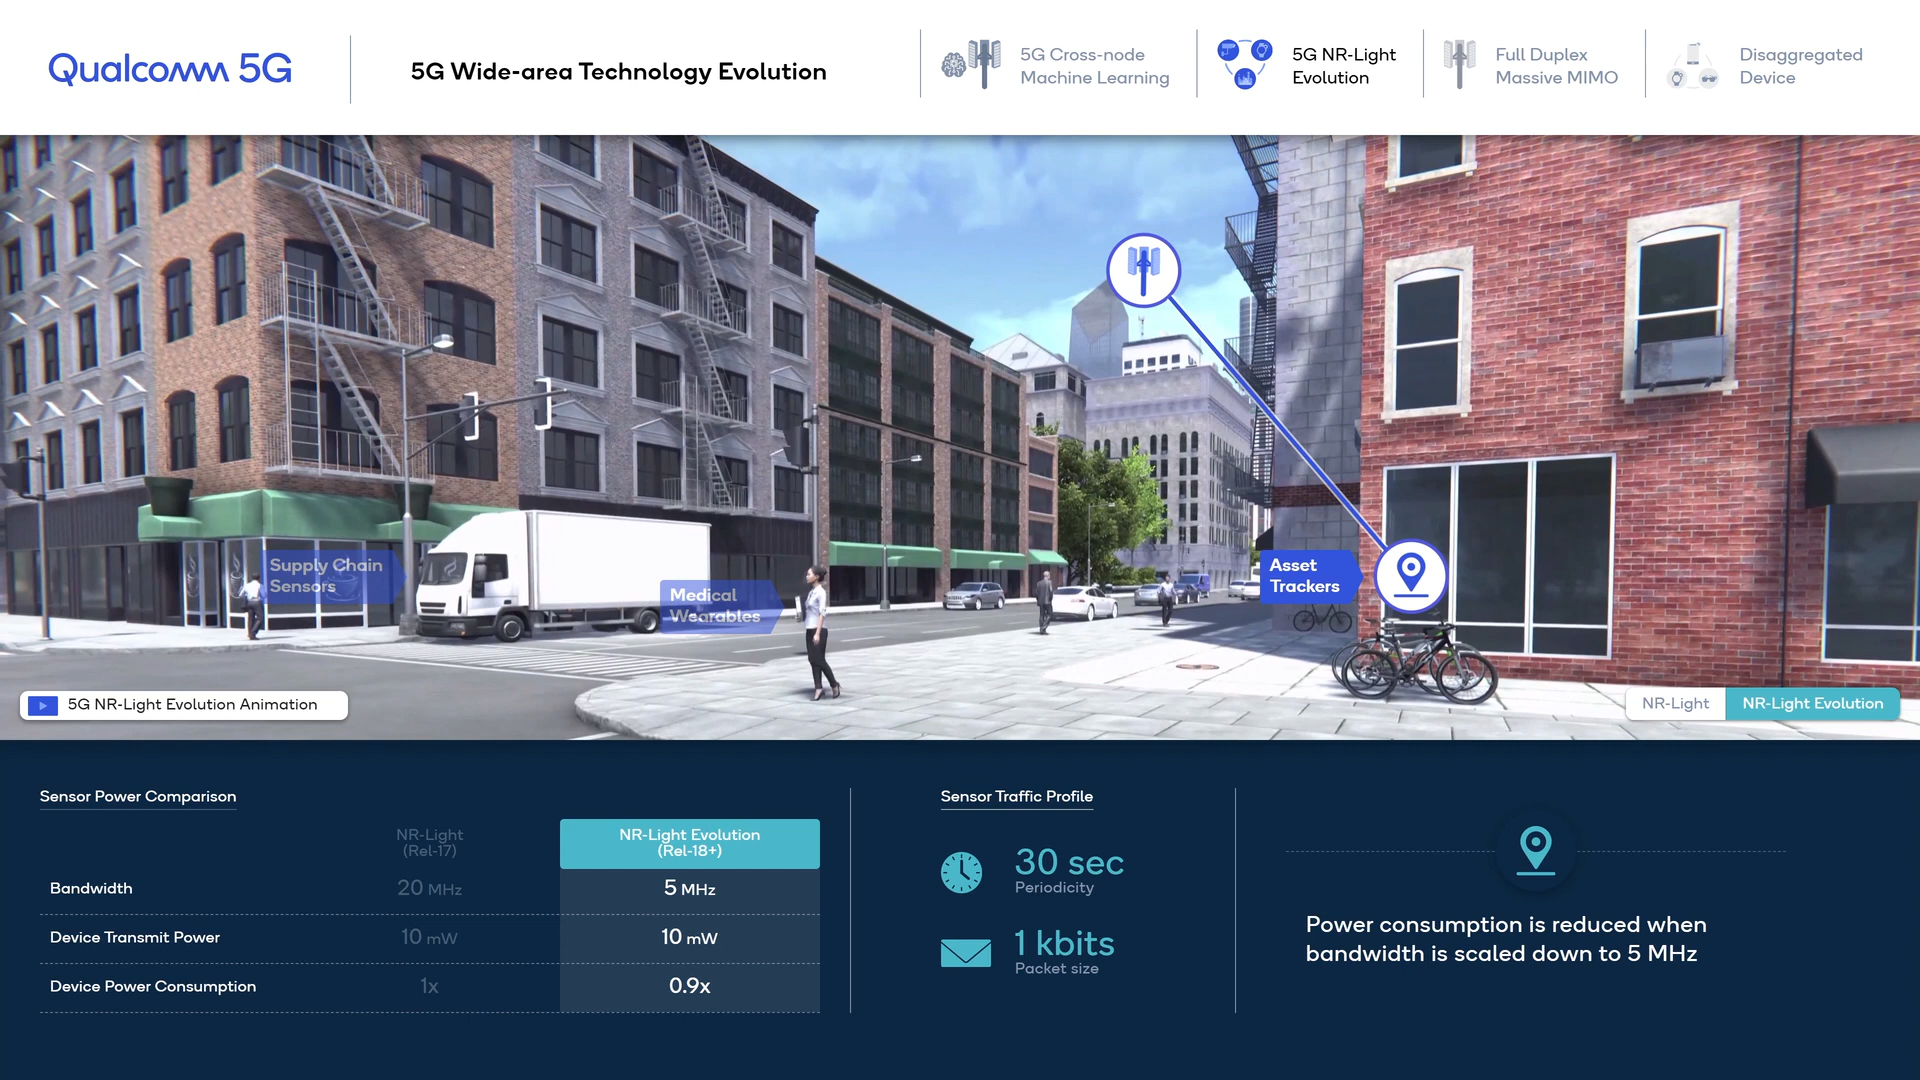 Qualcomm 5G
5G Wide-area Technology Evolution
5G Cross-node
Machine Learning
5G NR-Light
Evolution
Full Duplex
Massive MIMO
Disaggregated
Device
Supply Chain
Sensors
Medical
Wearables
Asset
Trackers
5G NR-Light Evolution Animation
NR-Light
NR-Light Evolution
Sensor Power Comparison
NR-Light
(Rel-17)
NR-Light Evolution
(Rel-18+)
Bandwidth
20 MHz
5 MHz
Device Transmit Power
10 mW
10 mW
Device Power Consumption
1x
0.9x
Sensor Traffic Profile
30 sec
Periodicity
1 kbits
Packet size
Power consumption is reduced when
bandwidth is scaled down to 5 MHz